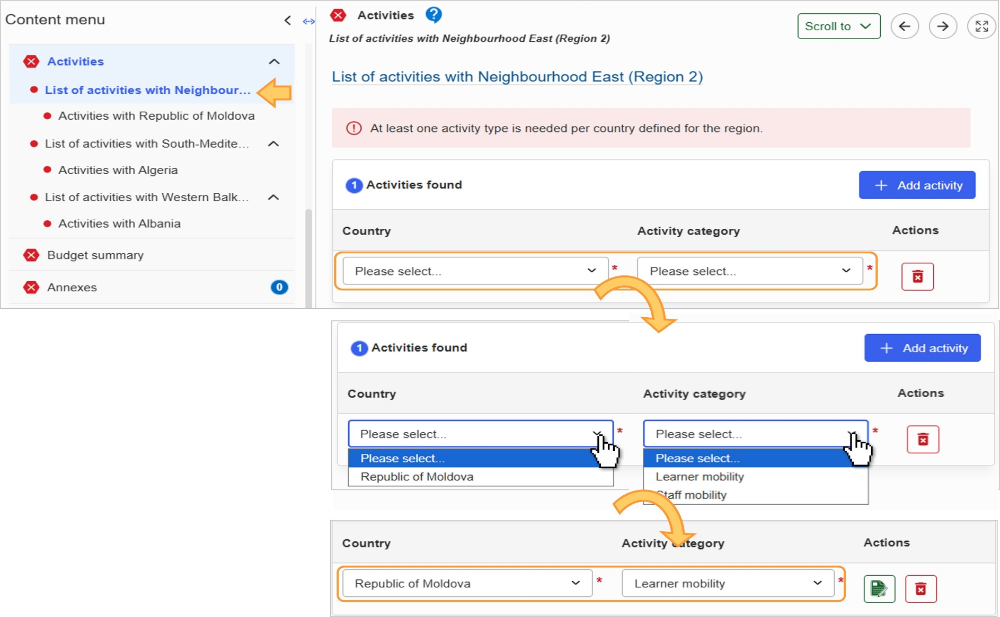 Content menu
Activities
List of activities with Neighbour...
Activities with Republic of Moldova
List of activities with South-Medite...
Activities with Algeria
List of activities with Western Balk...
Activities with Albania
Budget summary
Annexes
0
Activities
?
List of activities with Neighbourhood East (Region 2)
Scroll to
List of activities with Neighbourhood East (Region 2)
At least one activity type is needed per country defined for the region.
1 Activities found
+ Add activity
Country Activity category Actions
Please select... * Please select... *
1 Activities found
+ Add activity
Country Activity category Actions
Please select... * Please select... *
Please select... Please select...
Republic of Moldova Learner mobility
Staff mobility
Country Activity category Actions
Republic of Moldova * Learner mobility *